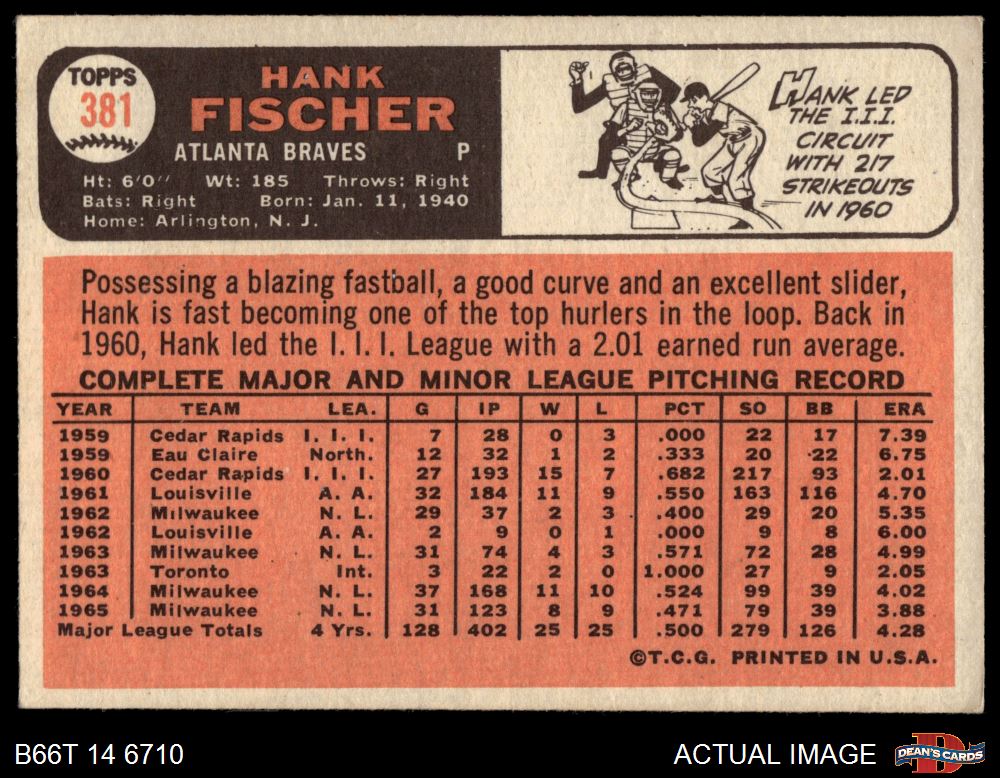 TOPPS
381
HANK
FISCHER
ATLANTA BRAVES P
Ht: 6'0" Wt: 185 Throws: Right
Bats: Right Born: Jan. 11, 1940
Home: Arlington, N. J.
HANK LED
THE I.I.I.
CIRCUIT
WITH 217
STRIKEOUTS
IN 1960
Possessing a blazing fastball, a good curve and an excellent slider,
Hank is fast becoming one of the top hurlers in the loop. Back in
1960, Hank led the I. I. I. League with a 2.01 earned run average.
COMPLETE MAJOR AND MINOR LEAGUE PITCHING RECORD
YEAR TEAM LEA. G IP W L PCT SO BB ERA
1959 Cedar Rapids I. I. I. 7 28 0 3 .000 22 17 7.39
1959 Eau Claire North. 12 32 1 2 .333 20 22 6.75
1960 Cedar Rapids I. I. I. 27 193 15 7 .682 217 93 2.01
1961 Louisville A. A. 32 184 11 9 .550 163 116 4.70
1962 Milwaukee N. L. 29 37 2 3 .400 29 20 5.35
1962 Louisville A. A. 2 9 0 1 .000 9 8 6.00
1963 Milwaukee N. L. 31 74 4 3 .571 72 28 4.99
1963 Toronto Int. 3 22 2 0 1.000 27 9 2.05
1964 Milwaukee N. L. 37 168 11 10 .524 99 39 4.02
1965 Milwaukee N. L. 31 123 8 9 .471 79 39 3.88
Major League Totals 4 Yrs. 128 402 25 25 .500 279 126 4.28
©T.C.G. PRINTED IN U.S.A.
B66T 14 6710 ACTUAL IMAGE DEAN'S CARDS